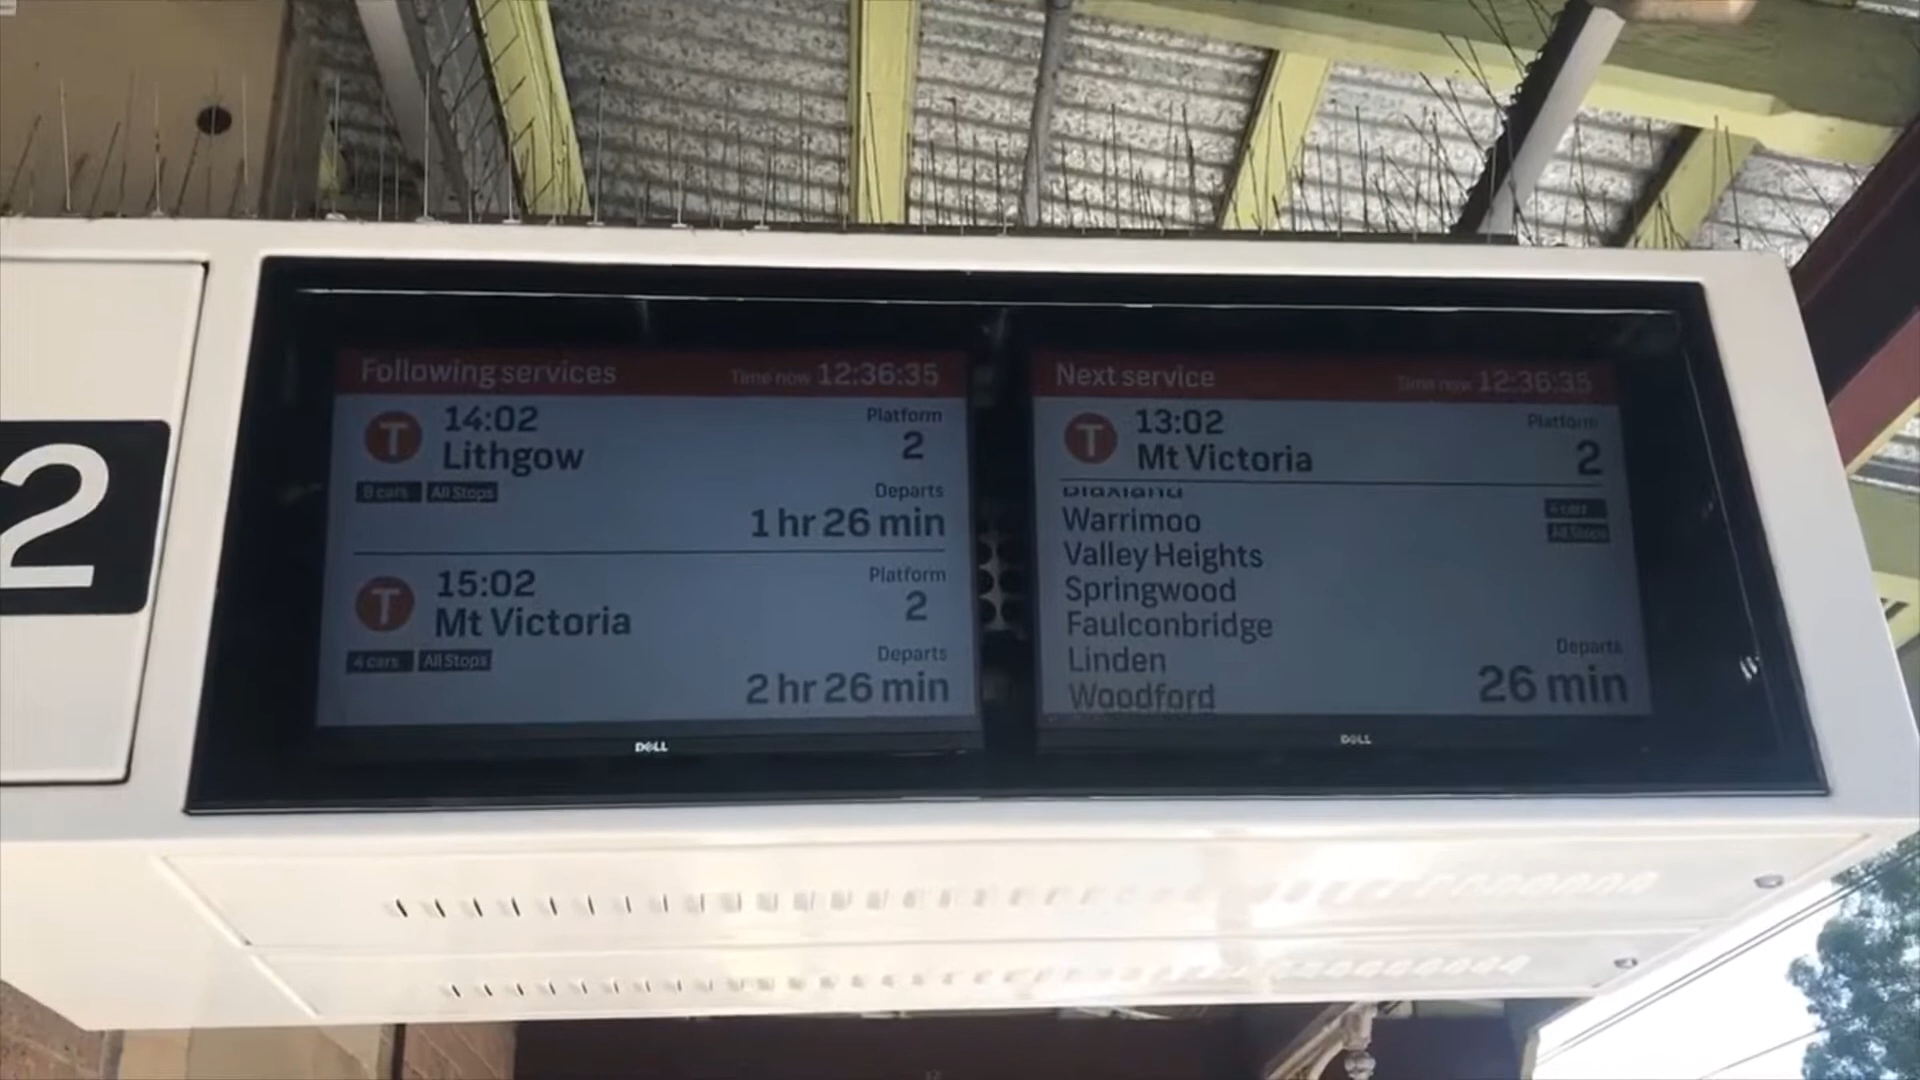 2
Following services
Time now 12:36:35
14:02
Lithgow
Platform
2
8 cars
All Stops
Departs
1 hr 26 min
15:02
Mt Victoria
Platform
2
4 cars
All Stops
Departs
2 hr 26 min
DELL
Next service
Time now 12:36:35
13:02
Mt Victoria
Platform
2
Blaxland
Warrimoo
Valley Heights
Springwood
Faulconbridge
Linden
Woodford
4 cars
All Stops
Departs
26 min
DELL